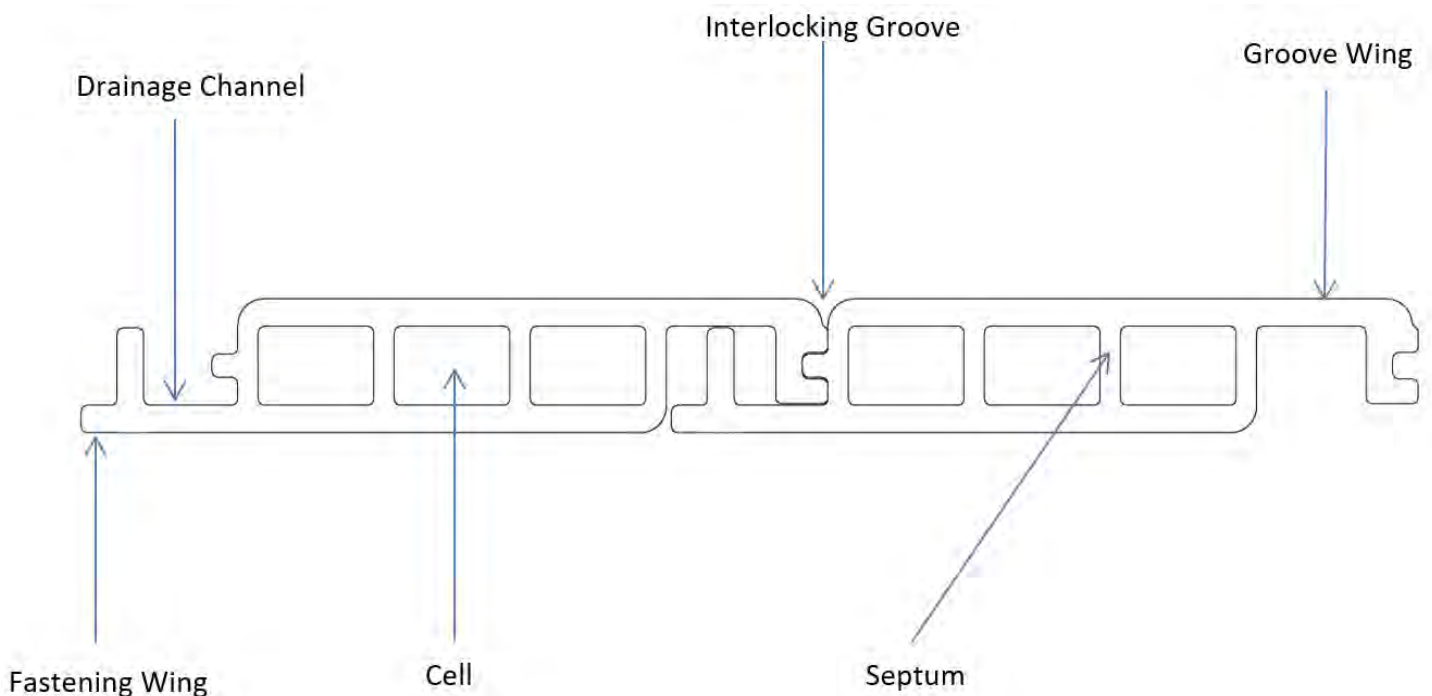 Interlocking Groove
Groove Wing
Drainage Channel
Fastening Wing
Cell
Septum